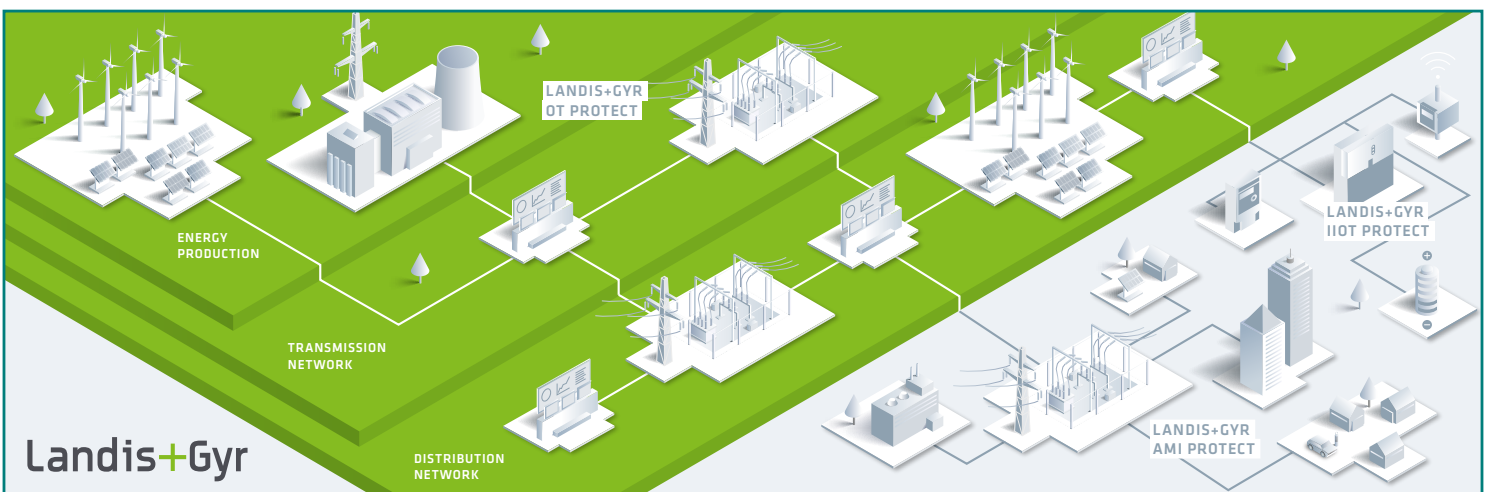 LANDIS+GYR
OT PROTECT
ENERGY
PRODUCTION
LANDIS+GYR
IIOT PROTECT
TRANSMISSION
NETWORK
LANDIS+GYR
AMI PROTECT
Landis+Gyr
DISTRIBUTION
NETWORK